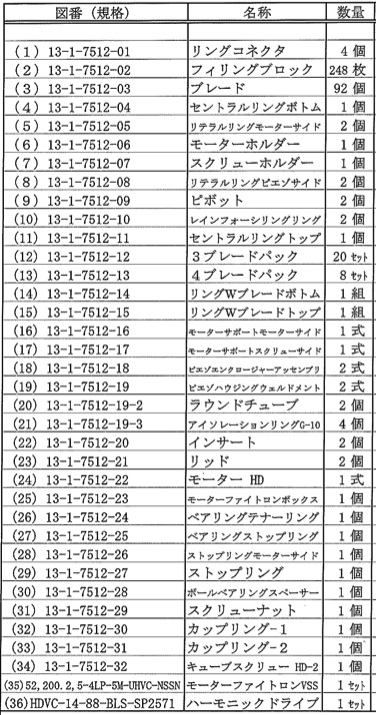 図番（規格） 名称 数量
(1) 13-1-7512-01 リングコネクタ 4 個
(2) 13-1-7512-02 フィリングブロック 248 枚
(3) 13-1-7512-03 ブレード 92 個
(4) 13-1-7512-04 セントラルリングボトム 1 個
(5) 13-1-7512-05 リテラルリングモーターサイド 2 個
(6) 13-1-7512-06 モーターホルダー 1 個
(7) 13-1-7512-07 スクリューホルダー 1 個
(8) 13-1-7512-08 リテラルリングピエゾサイド 2 個
(9) 13-1-7512-09 ピボット 2 個
(10) 13-1-7512-10 レインフォーシリングリング 2 個
(11) 13-1-7512-11 セントラルリングトップ 1 個
(12) 13-1-7512-12 3ブレードパック 20 セット
(13) 13-1-7512-13 4ブレードパック 8 セット
(14) 13-1-7512-14 リングWブレードボトム 1 組
(15) 13-1-7512-15 リングWブレードトップ 1 組
(16) 13-1-7512-16 モーターサポートモーターサイド 1 式
(17) 13-1-7512-17 モーターサポートスクリューサイド 1 式
(18) 13-1-7512-18 ピエゾエンクロージャーアッセンブリ 2 式
(19) 13-1-7512-19 ピエゾハウジングウェルドメント 2 式
(20) 13-1-7512-19-2 ラウンドチューブ 2 個
(21) 13-1-7512-19-3 アイソレーションリングG-10 4 個
(22) 13-1-7512-20 インサート 2 個
(23) 13-1-7512-21 リッド 2 個
(24) 13-1-7512-22 モーター HD 1 式
(25) 13-1-7512-23 モーターファイトロンボックス 1 個
(26) 13-1-7512-24 ベアリングテナーリング 1 個
(27) 13-1-7512-25 ベアリングストップリング 1 個
(28) 13-1-7512-26 ストップリングモーターサイド 1 個
(29) 13-1-7512-27 ストップリング 1 個
(30) 13-1-7512-28 ボールベアリングスペーサー 1 個
(31) 13-1-7512-29 スクリューナット 1 個
(32) 13-1-7512-30 カップリング-1 1 個
(33) 13-1-7512-31 カップリング-2 1 個
(34) 13-1-7512-32 キューブスクリュー HD-2 1 個
(35) 52,200.2,5-4LP-5M-UHVC-NSSN モーターファイトロンVSS 1 セット
(36) HDVC-14-88-BLS-SP2571 ハーモニックドライブ 1 セット